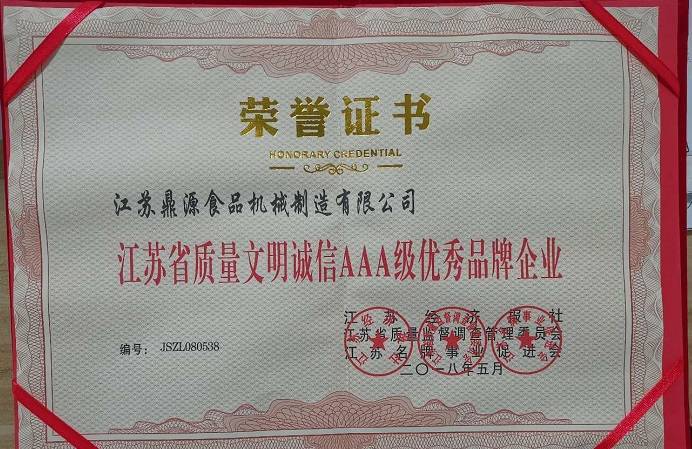 荣誉证书
HONORARY CREDENTIAL
江苏鼎源食品机械制造有限公司
江苏省质量文明诚信AAA级优秀品牌企业
江苏经济报社
江苏省质量监督调查管理委员会
江苏名牌事业促进会
编号: JSZL080538
二〇一八年五月